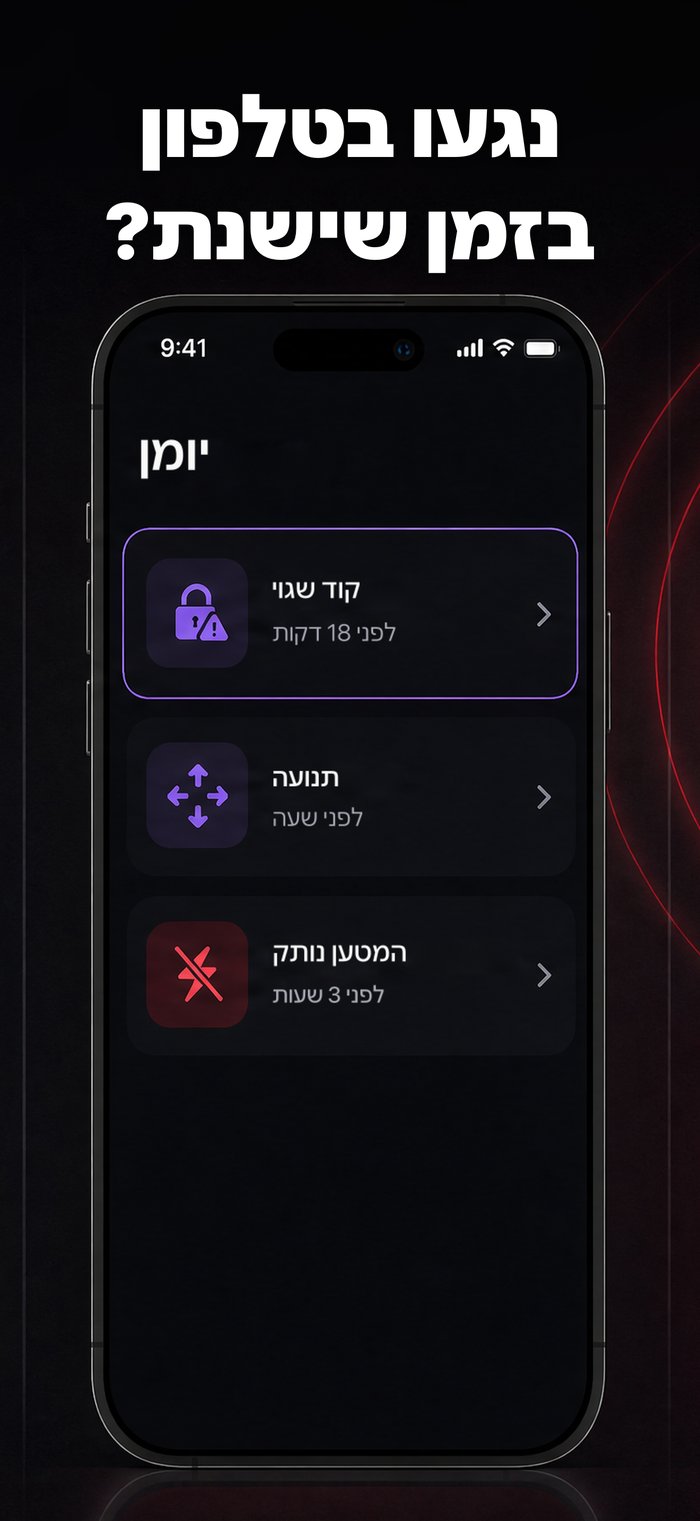 נגעו בטלפון
בזמן שישנת?
9:41
יומן
קוד שגוי
לפני 18 דקות
תנועה
לפני שעה
המטען נותק
לפני 3 שעות